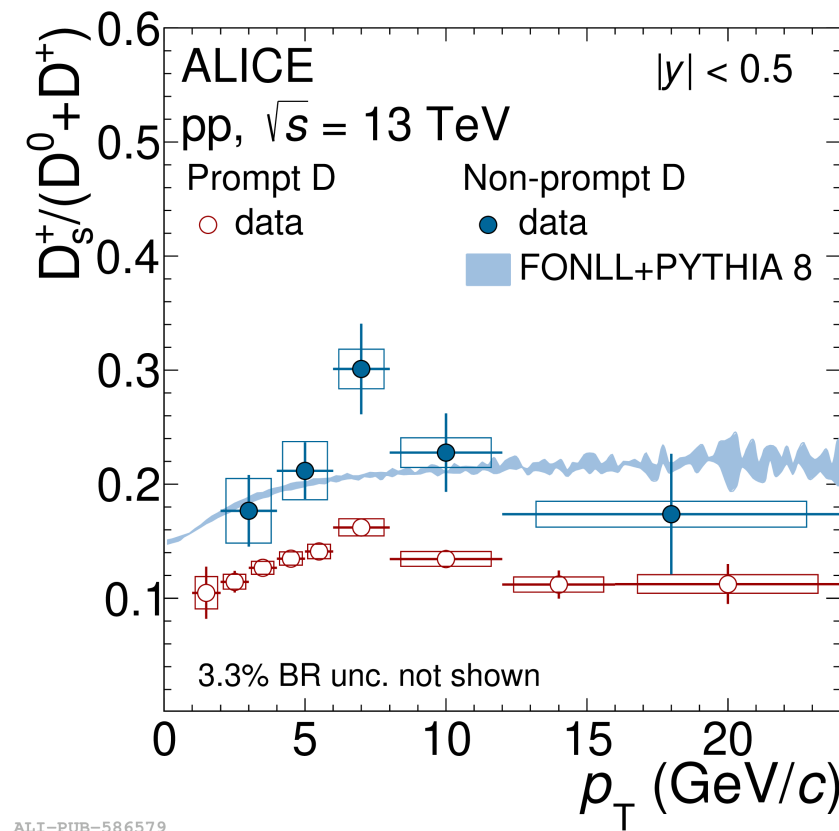 D⁺ₛ/(D⁰+D⁺)
0.6
0.5
0.4
0.3
0.2
0.1
ALICE
|y| < 0.5
pp, √s = 13 TeV
Prompt D
data
Non-prompt D
data
FONLL+PYTHIA 8
3.3% BR unc. not shown
0 5 10 15 20
p_T (GeV/c)
ALI-PUB-586579